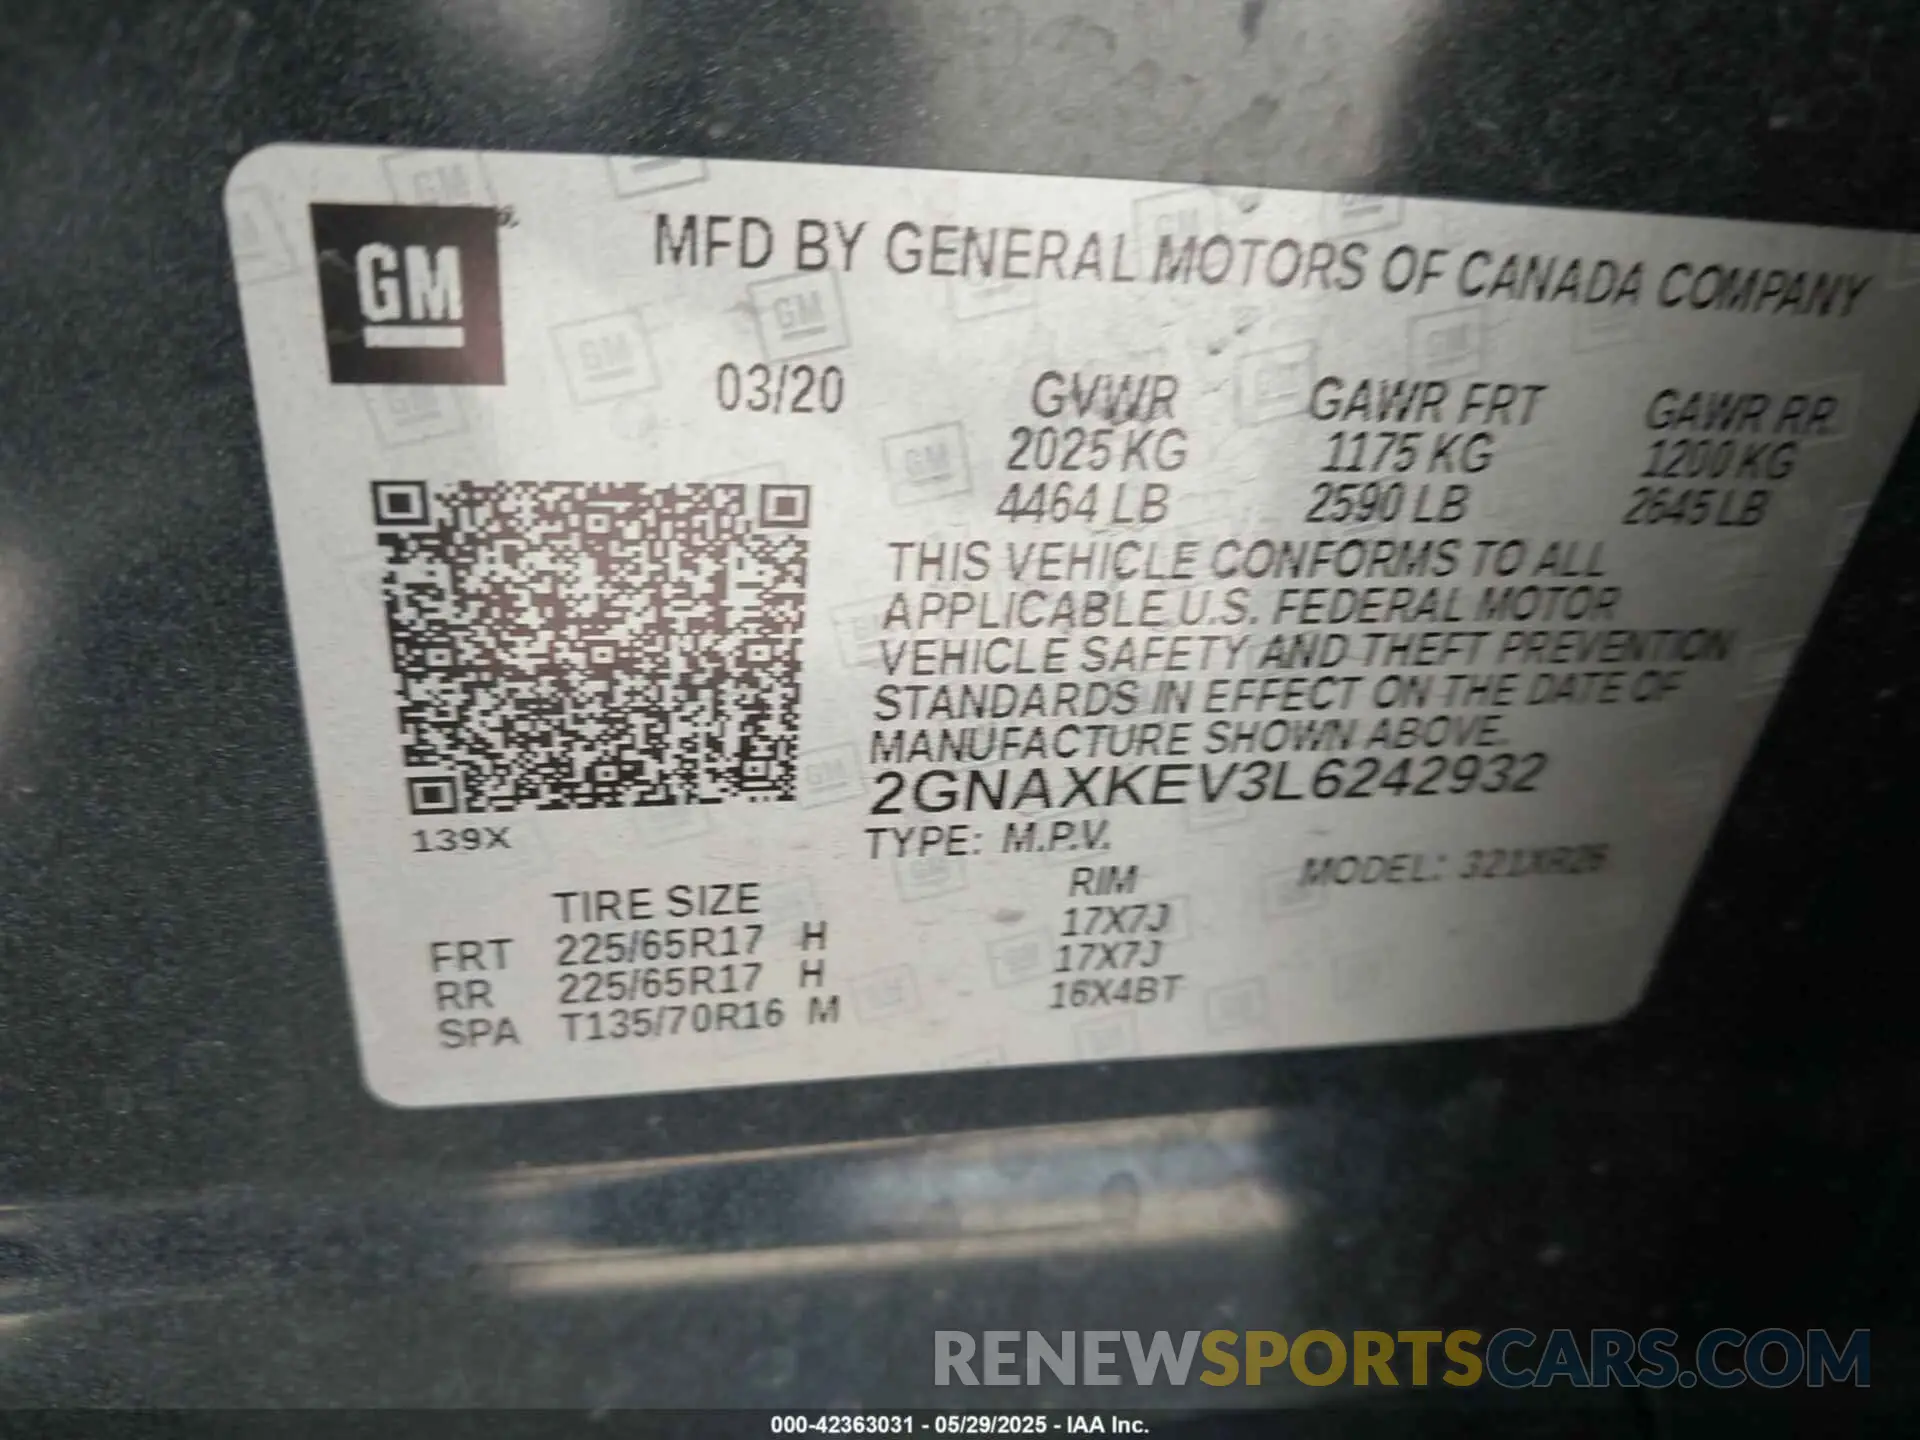 GM
MFD BY GENERAL MOTORS OF CANADA COMPANY
03/20
GVWR GAWR FRT GAWR RR
2025 KG 1175 KG 1200 KG
4464 LB 2590 LB 2645 LB
THIS VEHICLE CONFORMS TO ALL
APPLICABLE U.S. FEDERAL MOTOR
VEHICLE SAFETY AND THEFT PREVENTION
STANDARDS IN EFFECT ON THE DATE OF
MANUFACTURE SHOWN ABOVE.
2GNAXKEV3L6242932
139X
TYPE: M.P.V.
MODEL: 321XR26
TIRE SIZE RIM
FRT 225/65R17 H 17X7J
RR 225/65R17 H 17X7J
SPA T135/70R16 M 16X4BT
RENEWSPORTSCARS.COM
000-42363031 - 05/29/2025 - IAA Inc.